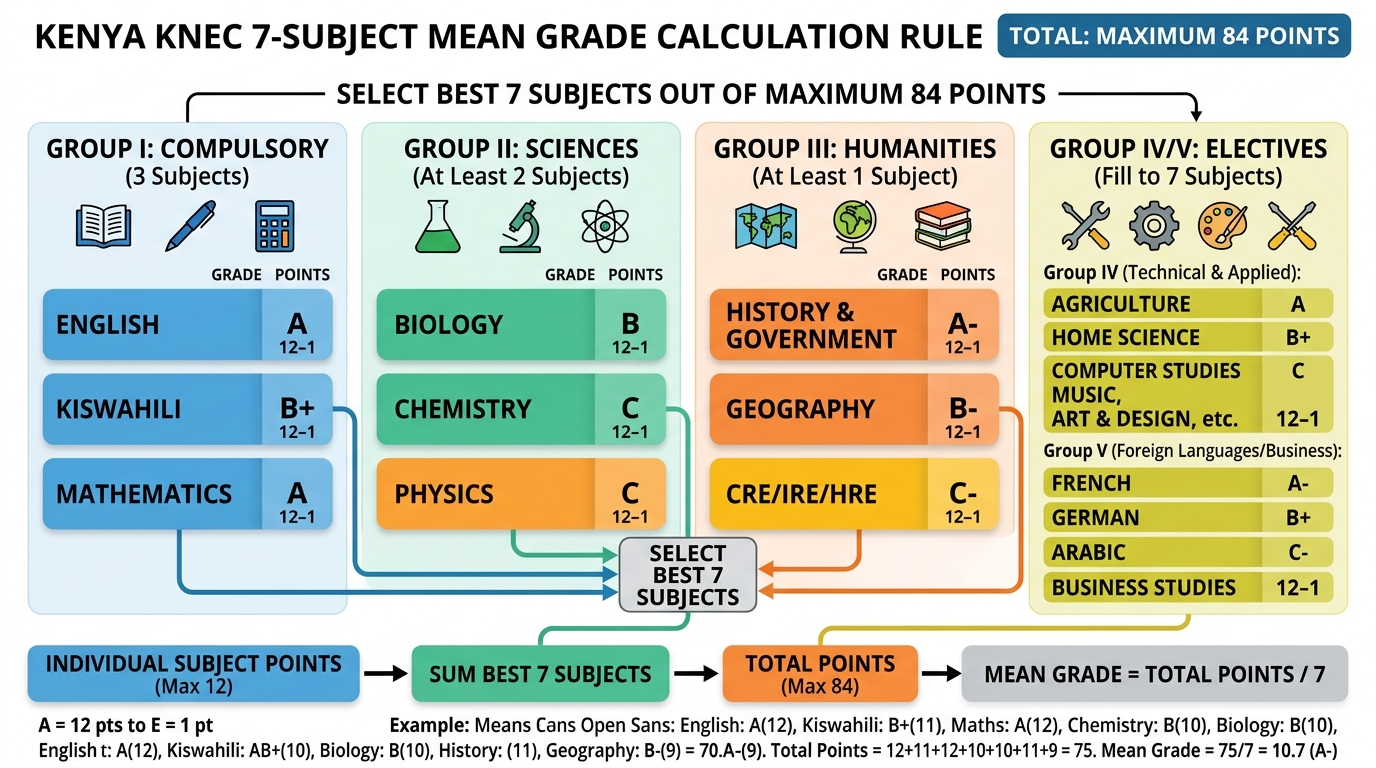 KENYA KNEC 7-SUBJECT MEAN GRADE CALCULATION RULE
TOTAL: MAXIMUM 84 POINTS
SELECT BEST 7 SUBJECTS OUT OF MAXIMUM 84 POINTS
GROUP I: COMPULSORY
(3 Subjects)
GRADE POINTS
ENGLISH A
12–1
KISWAHILI B+
12–1
MATHEMATICS A
12–1
GROUP II: SCIENCES
(At Least 2 Subjects)
GRADE POINTS
BIOLOGY B
12–1
CHEMISTRY C
12–1
PHYSICS C
12–1
GROUP III: HUMANITIES
(At Least 1 Subject)
GRADE POINTS
HISTORY &
GOVERNMENT
A-
12–1
GEOGRAPHY B-
12–1
CRE/IRE/HRE C-
12–1
GROUP IV/V: ELECTIVES
(Fill to 7 Subjects)
Group IV (Technical & Applied):
AGRICULTURE A
HOME SCIENCE B+
COMPUTER STUDIES C
MUSIC,
ART & DESIGN, etc. 12–1
Group V (Foreign Languages/Business):
FRENCH A-
GERMAN B+
ARABIC C-
BUSINESS STUDIES 12–1
SELECT
BEST 7
SUBJECTS
INDIVIDUAL SUBJECT POINTS
(Max 12)
SUM BEST 7 SUBJECTS
TOTAL POINTS
(Max 84)
MEAN GRADE = TOTAL POINTS / 7
A = 12 pts to E = 1 pt
Example: Means Cans Open Sans: English: A(12), Kiswahili: B+(11), Maths: A(12), Chemistry: B(10), Biology: B(10),
English t: A(12), Kiswahili: AB+(10), Biology: B(10), History: (11), Geography: B-(9) = 70.A-(9). Total Points = 12+11+12+10+10+11+9 = 75. Mean Grade = 75/7 = 10.7 (A-)